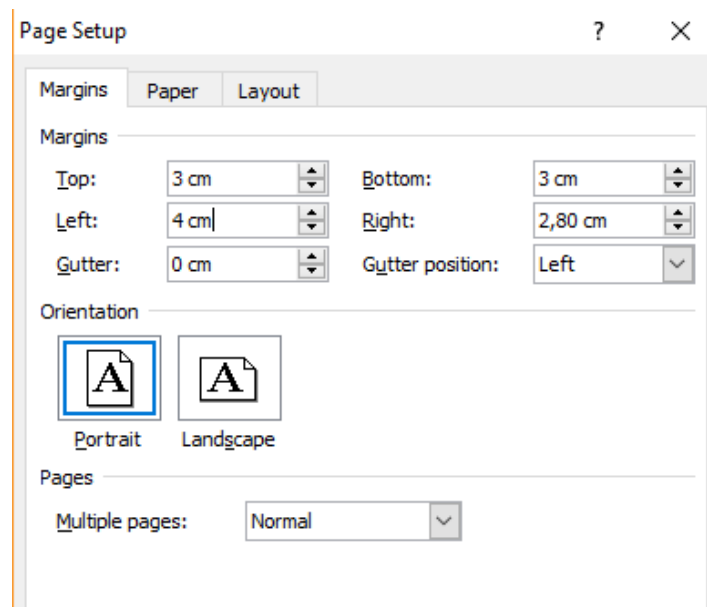 Page Setup ? ×
Margins Paper Layout
Margins
Top: 3 cm Bottom: 3 cm
Left: 4 cm Right: 2,80 cm
Gutter: 0 cm Gutter position: Left
Orientation
A A
Portrait Landscape
Pages
Multiple pages: Normal